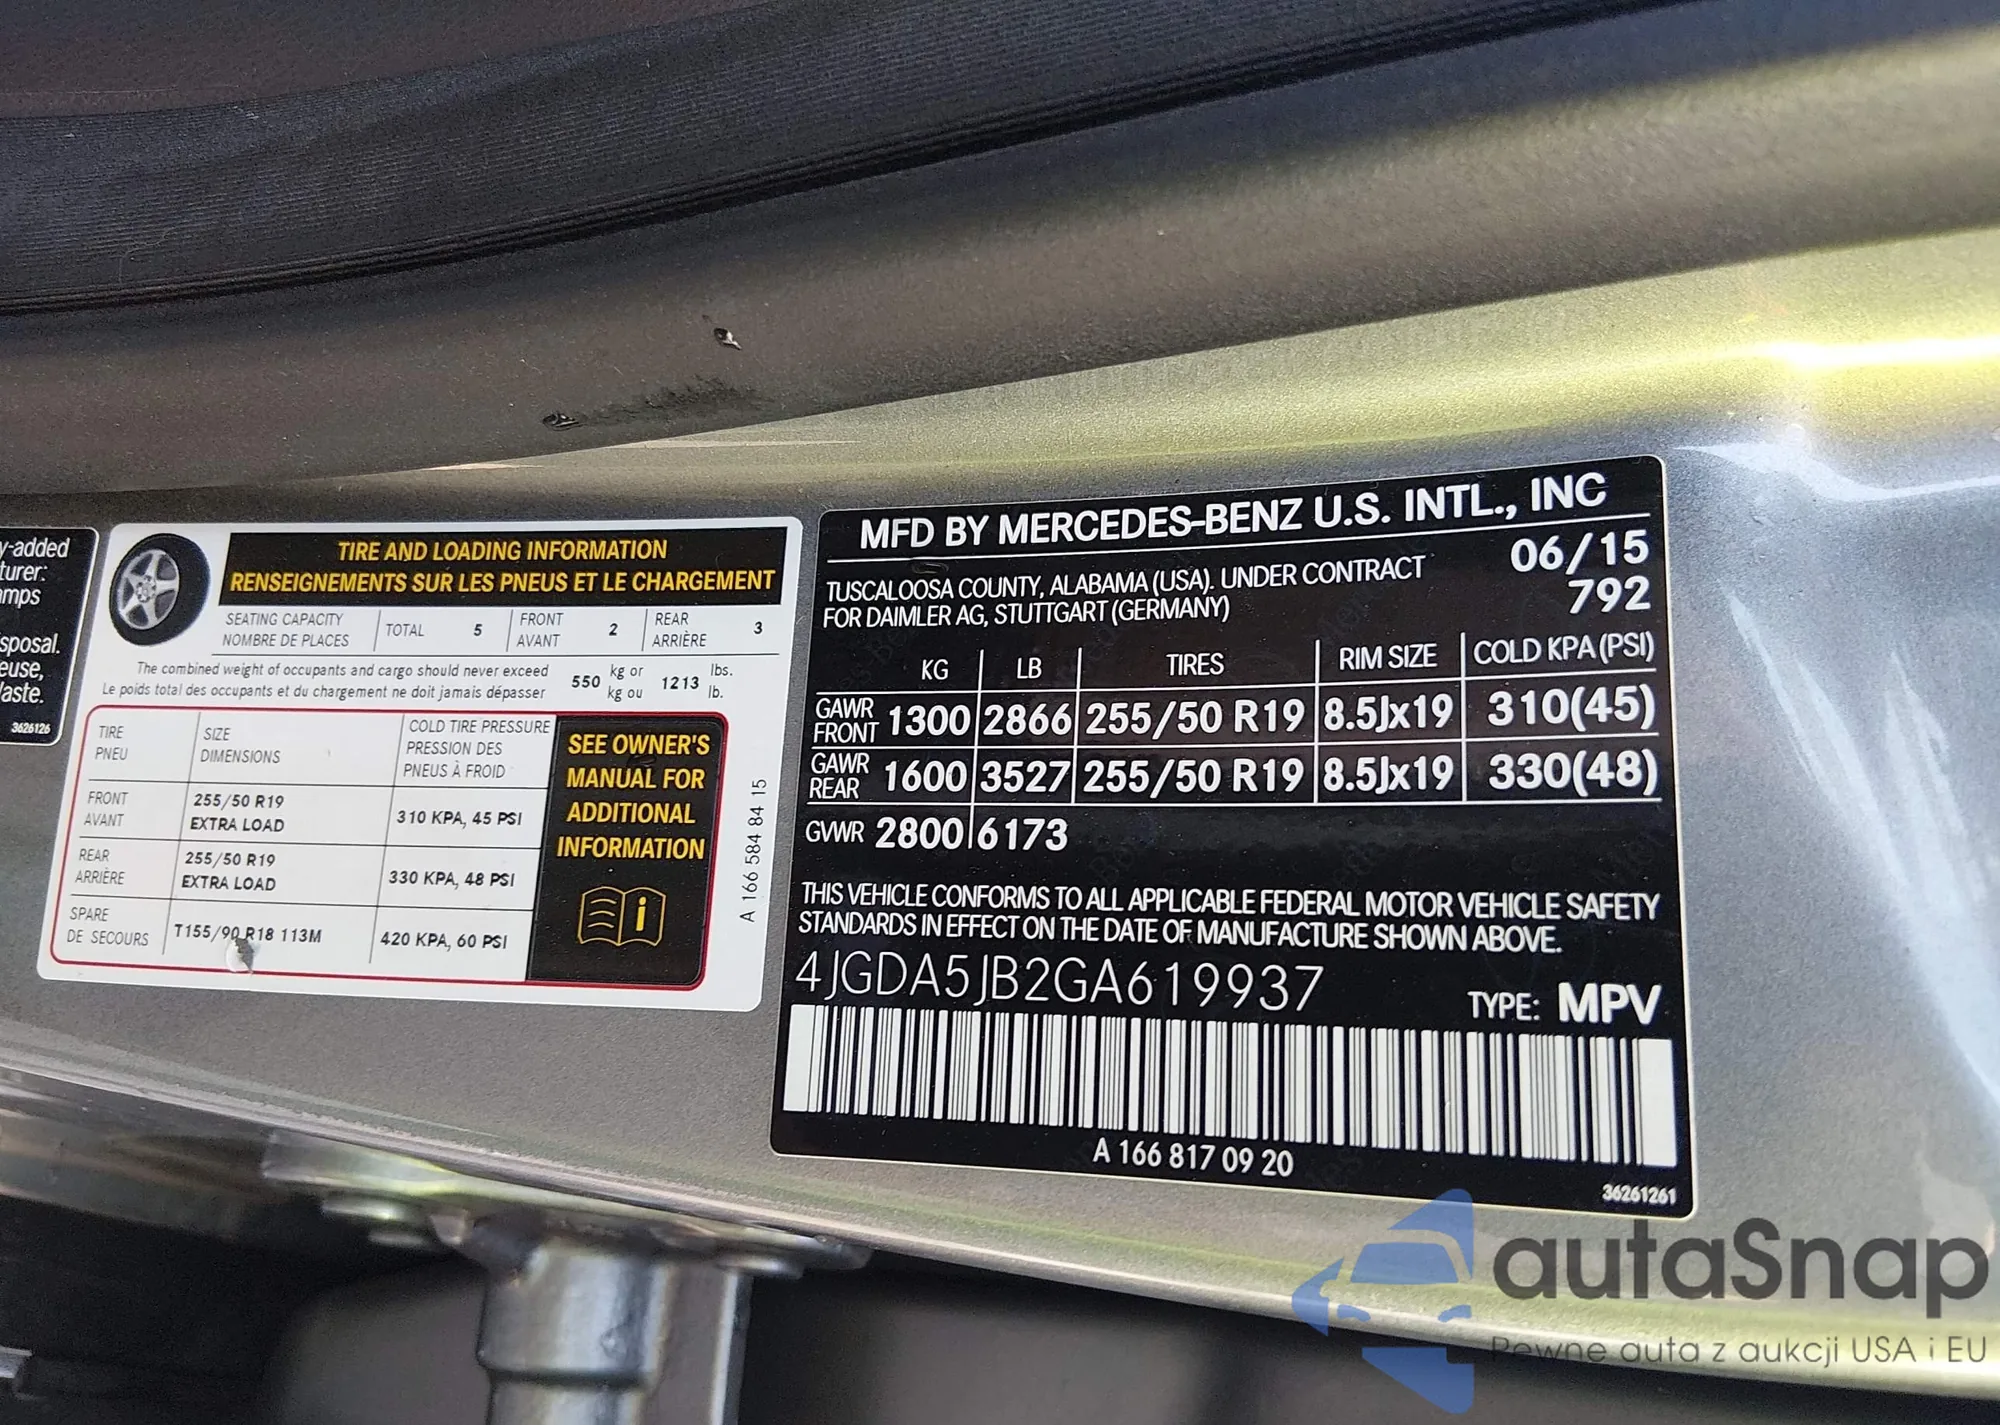 y-added
turer:
amps
sposal.
euse,
aste.
3626126
TIRE AND LOADING INFORMATION
RENSEIGNEMENTS SUR LES PNEUS ET LE CHARGEMENT
SEATING CAPACITY
NOMBRE DE PLACES
TOTAL 5
FRONT
AVANT
2
REAR
ARRIÈRE
3
The combined weight of occupants and cargo should never exceed
Le poids total des occupants et du chargement ne doit jamais dépasser
550 kg or
kg ou
1213 lbs.
lb.
TIRE
PNEU
SIZE
DIMENSIONS
COLD TIRE PRESSURE
PRESSION DES
PNEUS À FROID
FRONT
AVANT
255/50 R19
EXTRA LOAD
310 KPA, 45 PSI
REAR
ARRIÈRE
255/50 R19
EXTRA LOAD
330 KPA, 48 PSI
SPARE
DE SECOURS
T155/90 R18 113M
420 KPA, 60 PSI
SEE OWNER'S
MANUAL FOR
ADDITIONAL
INFORMATION
A 166 584 84 15
MFD BY MERCEDES-BENZ U.S. INTL., INC
TUSCALOOSA COUNTY, ALABAMA (USA). UNDER CONTRACT
FOR DAIMLER AG, STUTTGART (GERMANY)
06/15
792
KG LB TIRES RIM SIZE COLD KPA (PSI)
GAWR
FRONT
1300 2866 255/50 R19 8.5Jx19 310(45)
GAWR
REAR
1600 3527 255/50 R19 8.5Jx19 330(48)
GVWR 2800 6173
THIS VEHICLE CONFORMS TO ALL APPLICABLE FEDERAL MOTOR VEHICLE SAFETY
STANDARDS IN EFFECT ON THE DATE OF MANUFACTURE SHOWN ABOVE.
4JGDA5JB2GA619937
TYPE: MPV
A 166 817 09 20
36261261
autaSnap
Pewne auta z aukcji USA i EU